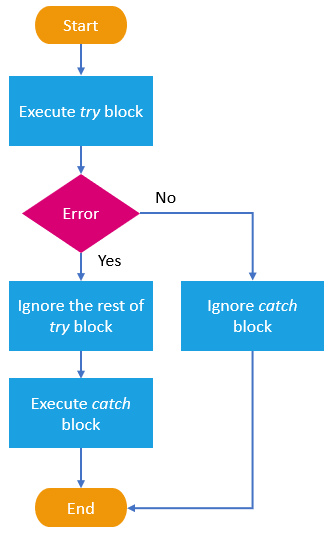 Start
Execute try block
Error
No
Yes
Ignore the rest of
try block
Ignore catch
block
Execute catch
block
End